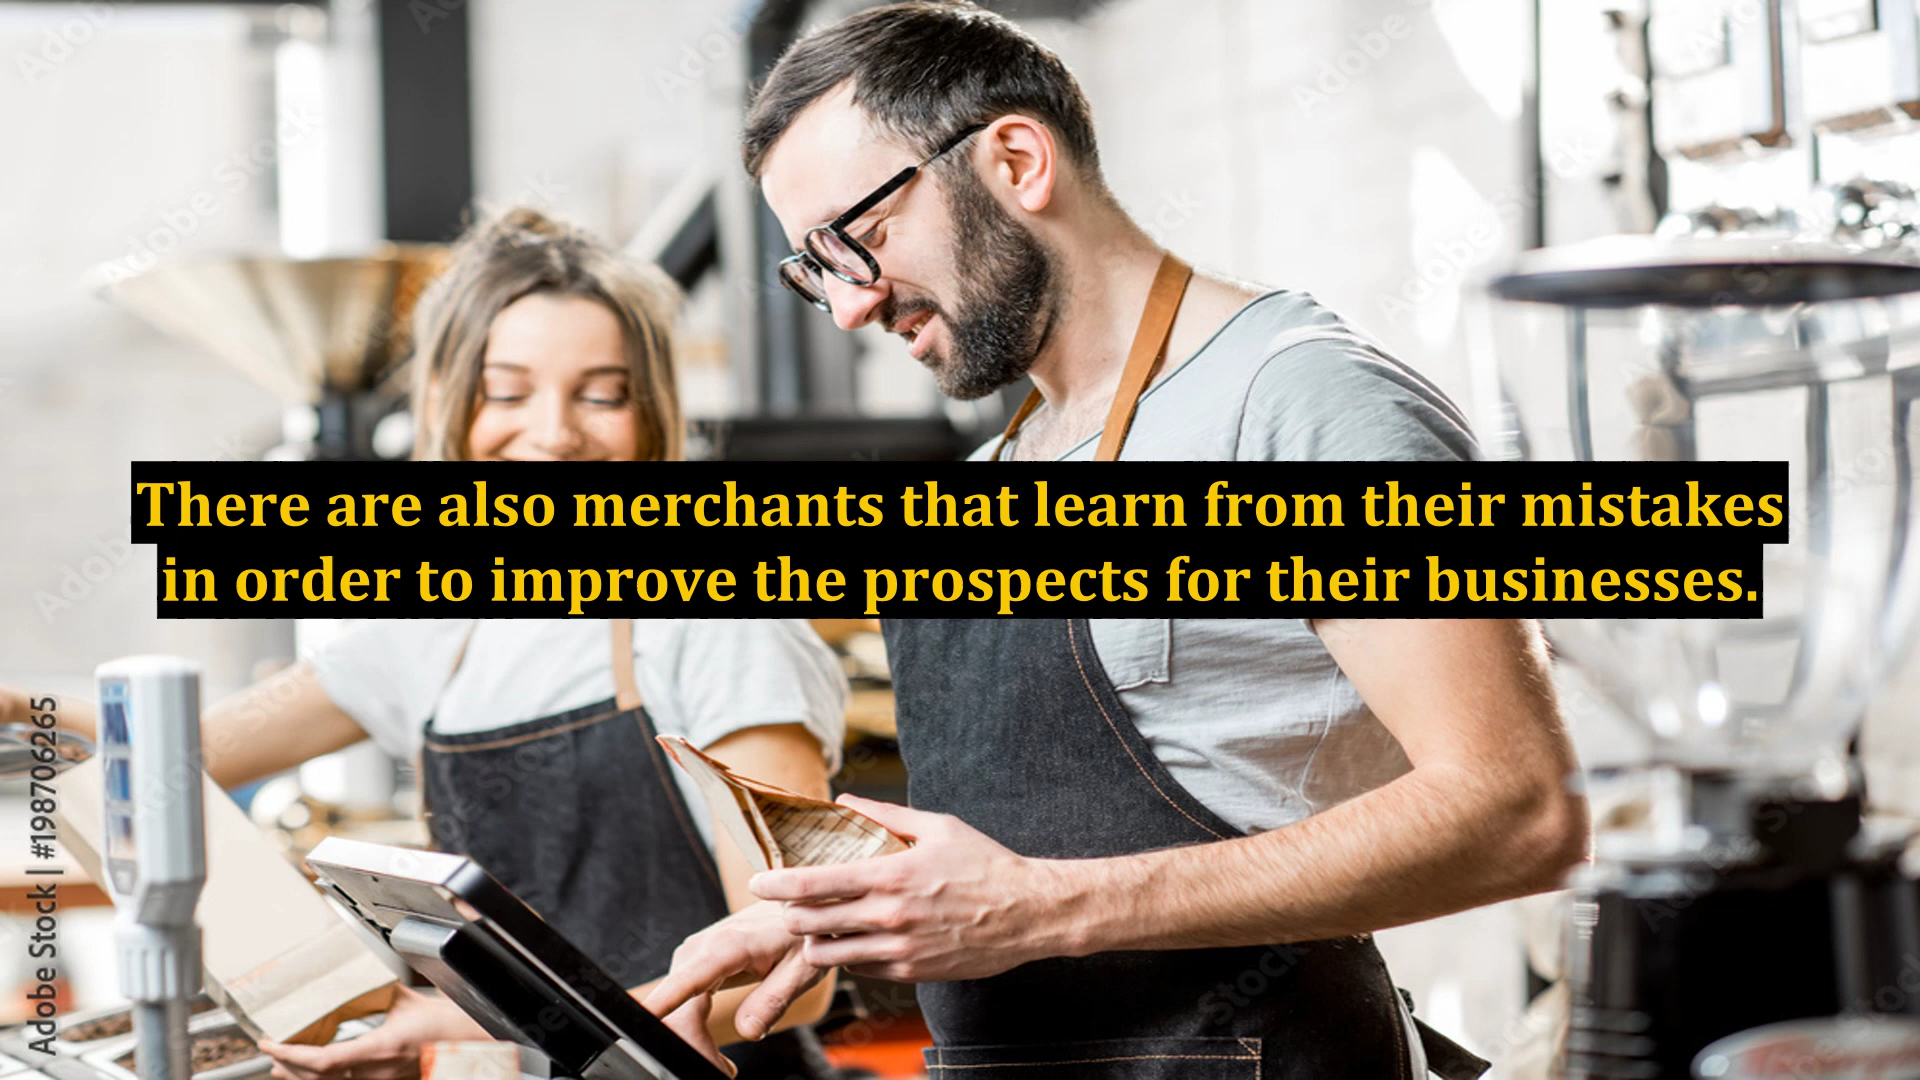 There are also merchants that learn from their mistakes
in order to improve the prospects for their businesses.
Adobe Stock | #198706265